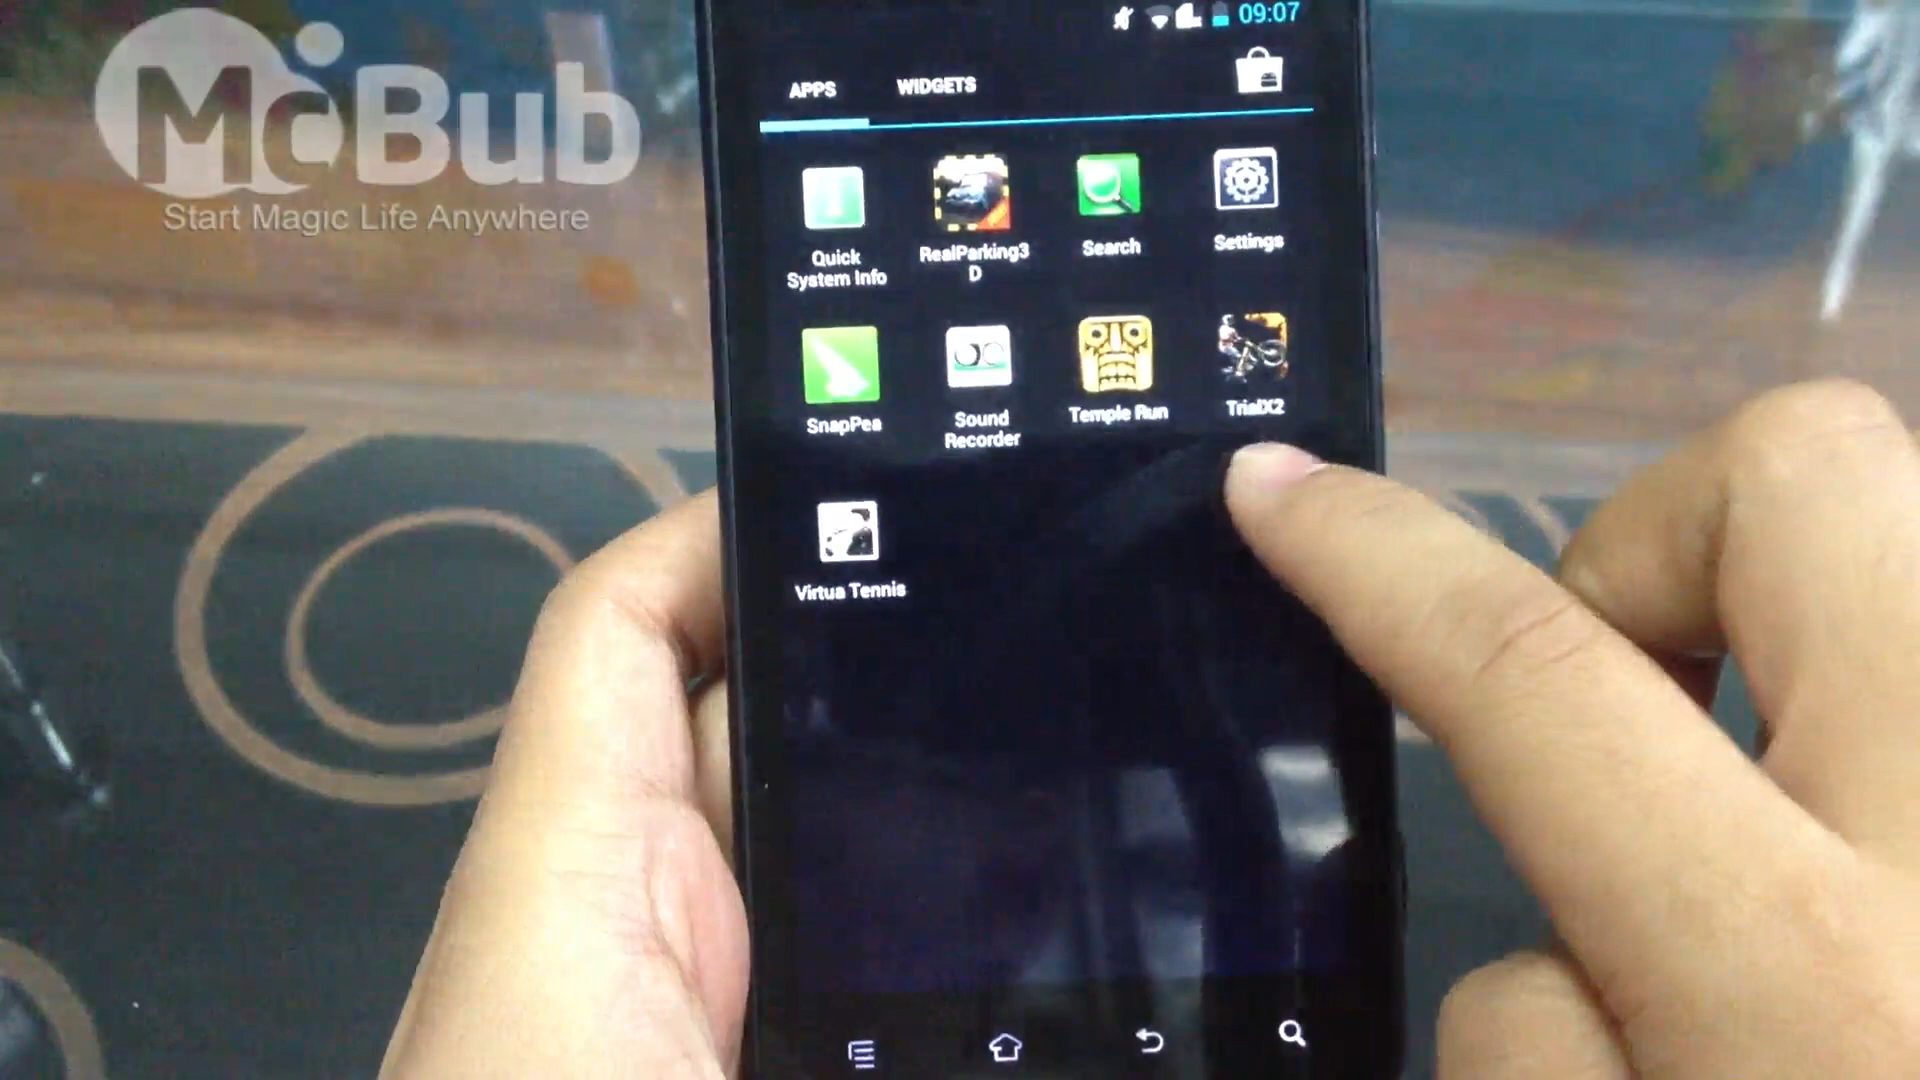 McBub
Start Magic Life Anywhere
09:07
APPS
WIDGETS
Quick
System Info
RealParking3
D
Search
Settings
SnapPea
Sound
Recorder
Temple Run
TrialX2
Virtua Tennis